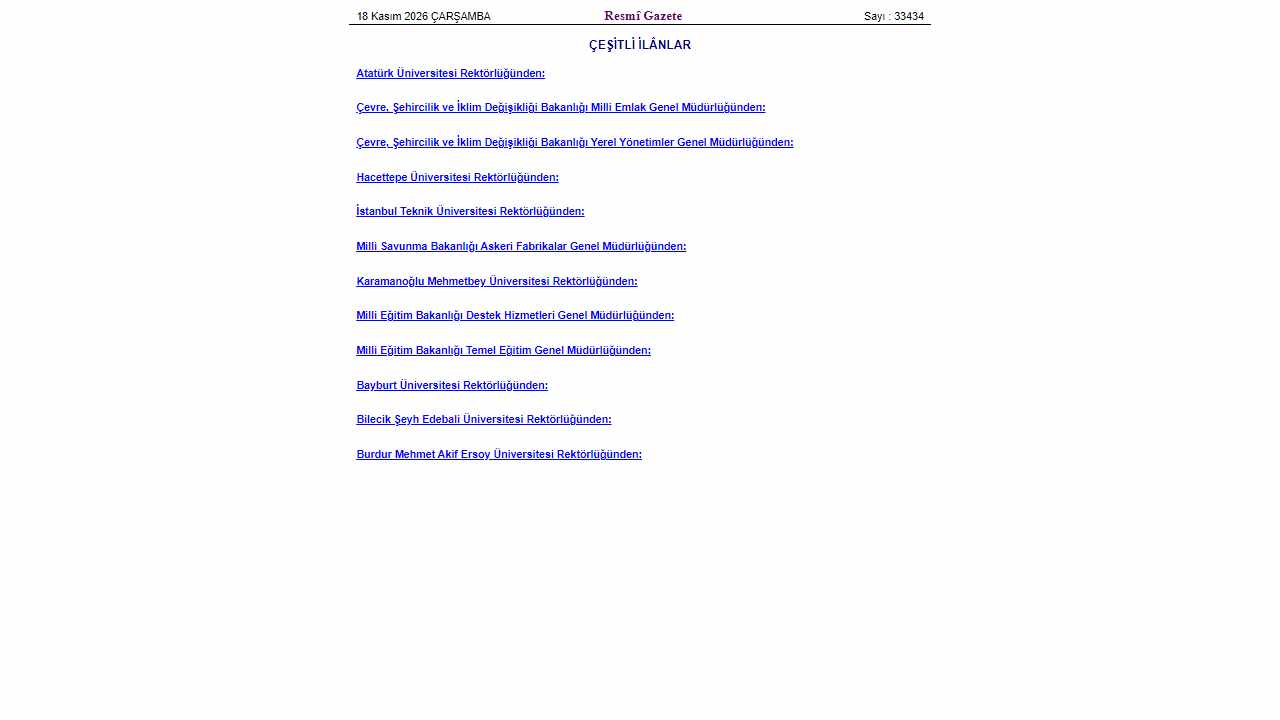 18 Kasım 2026 ÇARŞAMBA Resmî Gazete Sayı : 33434
ÇEŞİTLİ İLÂNLAR
Atatürk Üniversitesi Rektörlüğünden:
Çevre, Şehircilik ve İklim Değişikliği Bakanlığı Milli Emlak Genel Müdürlüğünden:
Çevre, Şehircilik ve İklim Değişikliği Bakanlığı Yerel Yönetimler Genel Müdürlüğünden:
Hacettepe Üniversitesi Rektörlüğünden:
İstanbul Teknik Üniversitesi Rektörlüğünden:
Milli Savunma Bakanlığı Askeri Fabrikalar Genel Müdürlüğünden:
Karamanoğlu Mehmetbey Üniversitesi Rektörlüğünden:
Milli Eğitim Bakanlığı Destek Hizmetleri Genel Müdürlüğünden:
Milli Eğitim Bakanlığı Temel Eğitim Genel Müdürlüğünden:
Bayburt Üniversitesi Rektörlüğünden:
Bilecik Şeyh Edebali Üniversitesi Rektörlüğünden:
Burdur Mehmet Akif Ersoy Üniversitesi Rektörlüğünden: